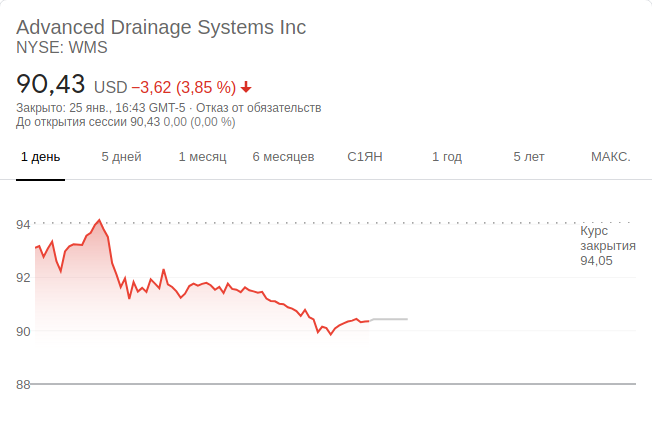 Advanced Drainage Systems Inc
NYSE: WMS
90,43 USD −3,62 (3,85 %)
Закрыто: 25 янв., 16:43 GMT-5 · Отказ от обязательств
До открытия сессии 90,43 0,00 (0,00 %)
1 день 5 дней 1 месяц 6 месяцев С1ЯН 1 год 5 лет МАКС.
94
Курс
закрытия
94,05
92
90
88